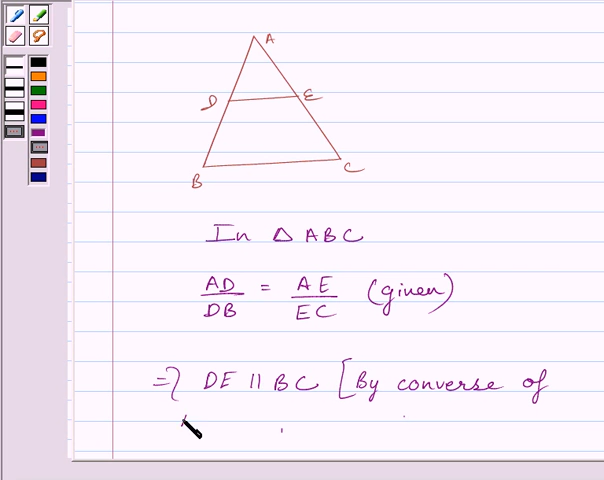 A
D E
B C
In △ ABC
AD/DB = AE/EC (given)
⇒ DE || BC [By converse of